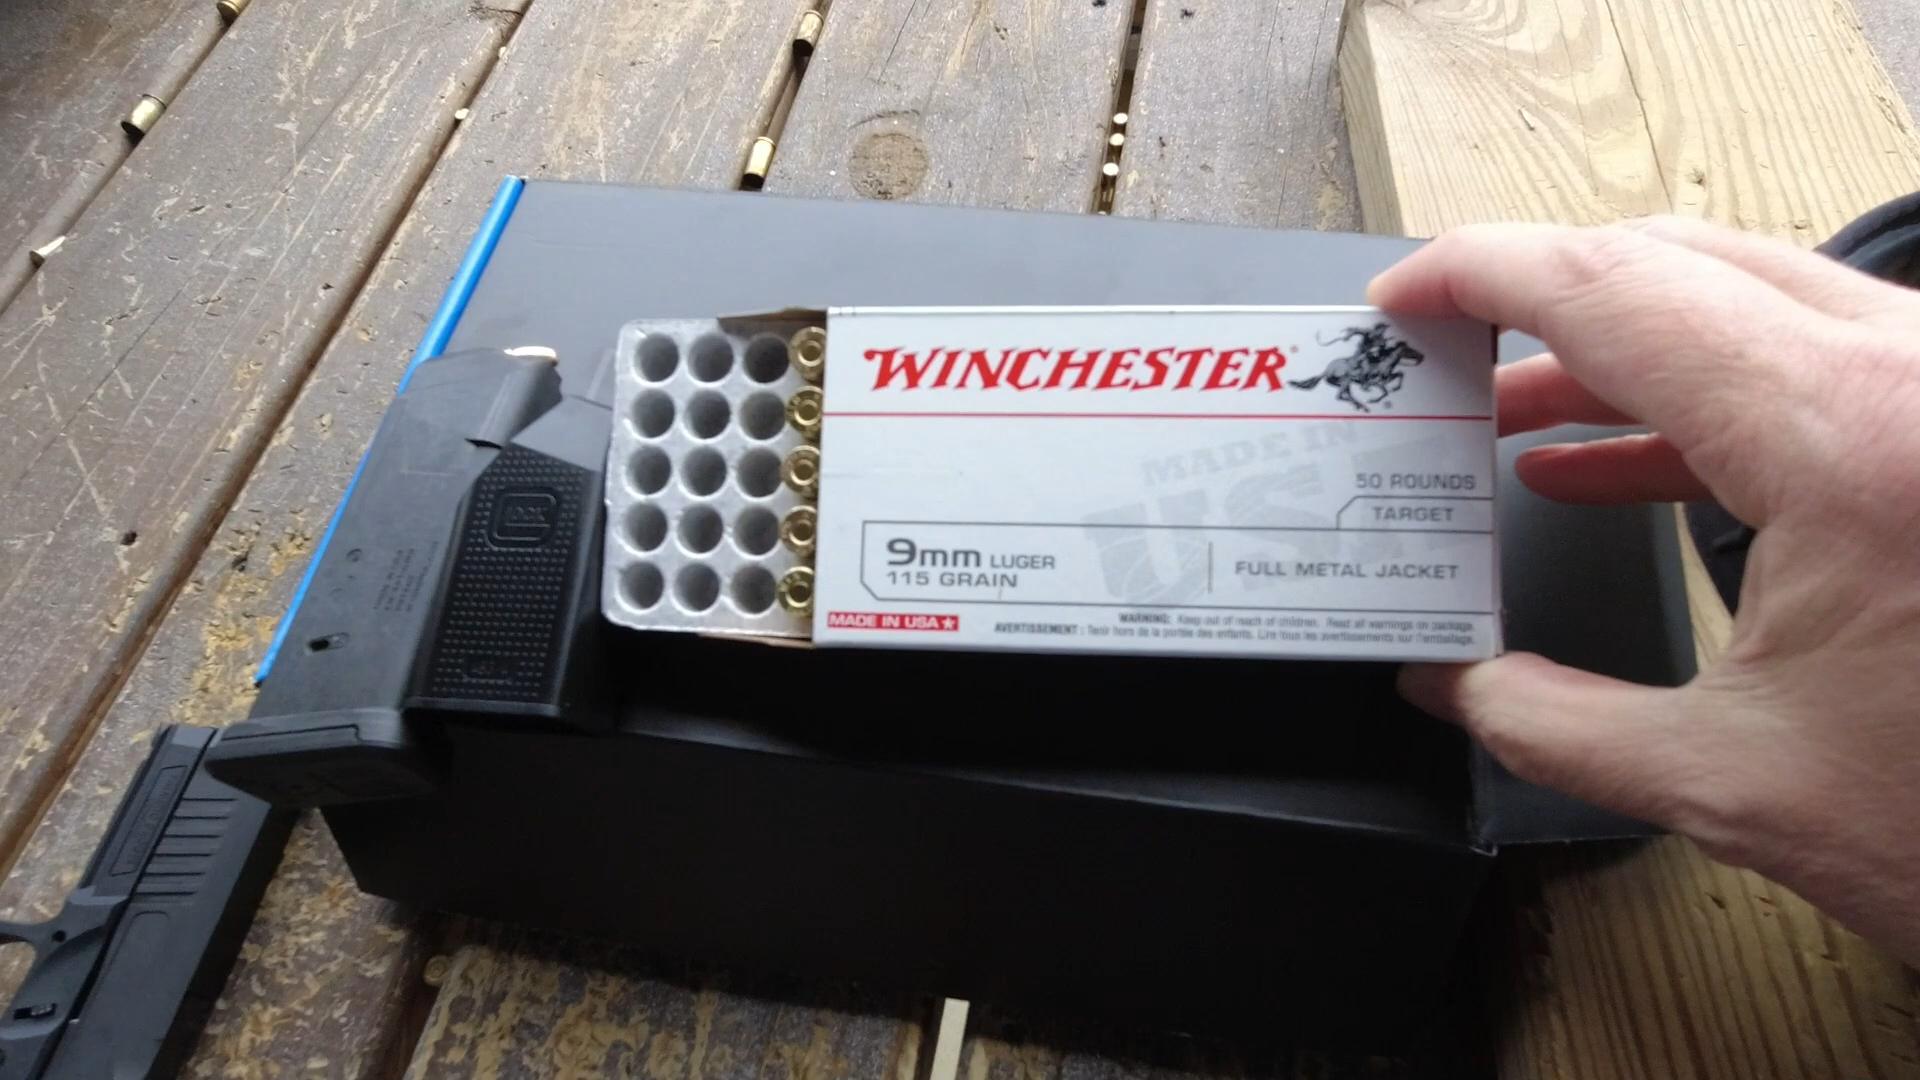 WINCHESTER®
MADE IN
USA
50 ROUNDS
TARGET
9mm LUGER
115 GRAIN
FULL METAL JACKET
MADE IN USA
WARNING: Keep out of reach of children. Read all warnings on package.
AVERTISSEMENT : Tenir hors de la portée des enfants. Lire tous les avertissements sur l'emballage.
GLOCK